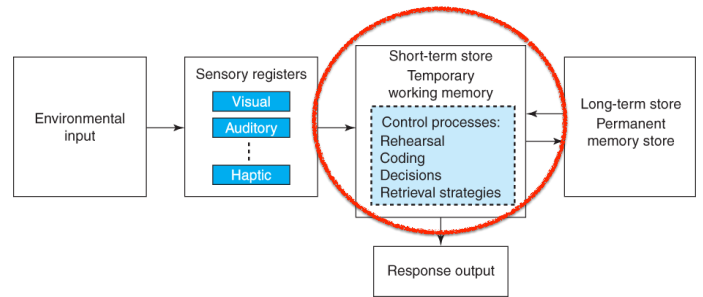 Environmental
input
Sensory registers
Visual
Auditory
Haptic
Short-term store
Temporary
working memory
Control processes:
Rehearsal
Coding
Decisions
Retrieval strategies
Long-term store
Permanent
memory store
Response output